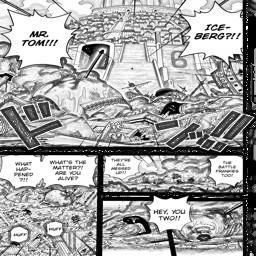 MR.
TOM!!!
ICE-
BERG?!!
WHAT
HAP-
PENED
?!!
WHAT'S THE
MATTER?!
ARE YOU
ALIVE?
THEY'RE
ALL
MESSED
UP!!
THE
BATTLE
FRANKIES
TOO!
HEY, YOU
TWO!!
HUFF
HUFF